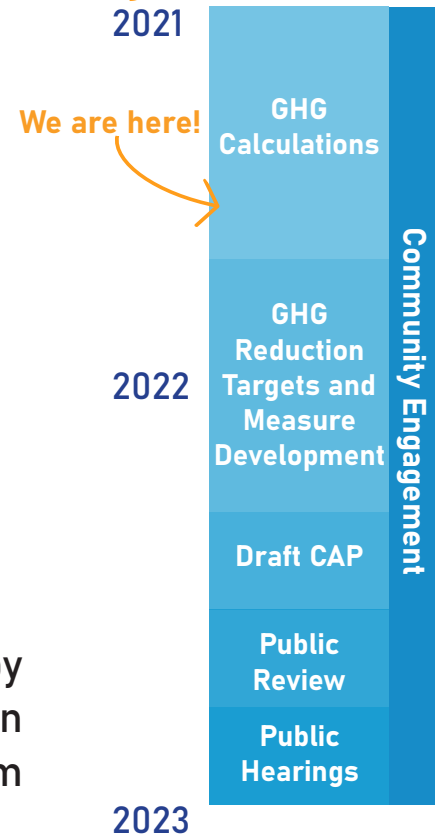 2021
We are here!
GHG
Calculations
Community Engagement
GHG
Reduction
2022
Targets and
Measure
Development
Draft CAP
Public
Review
Public
Hearings
2023